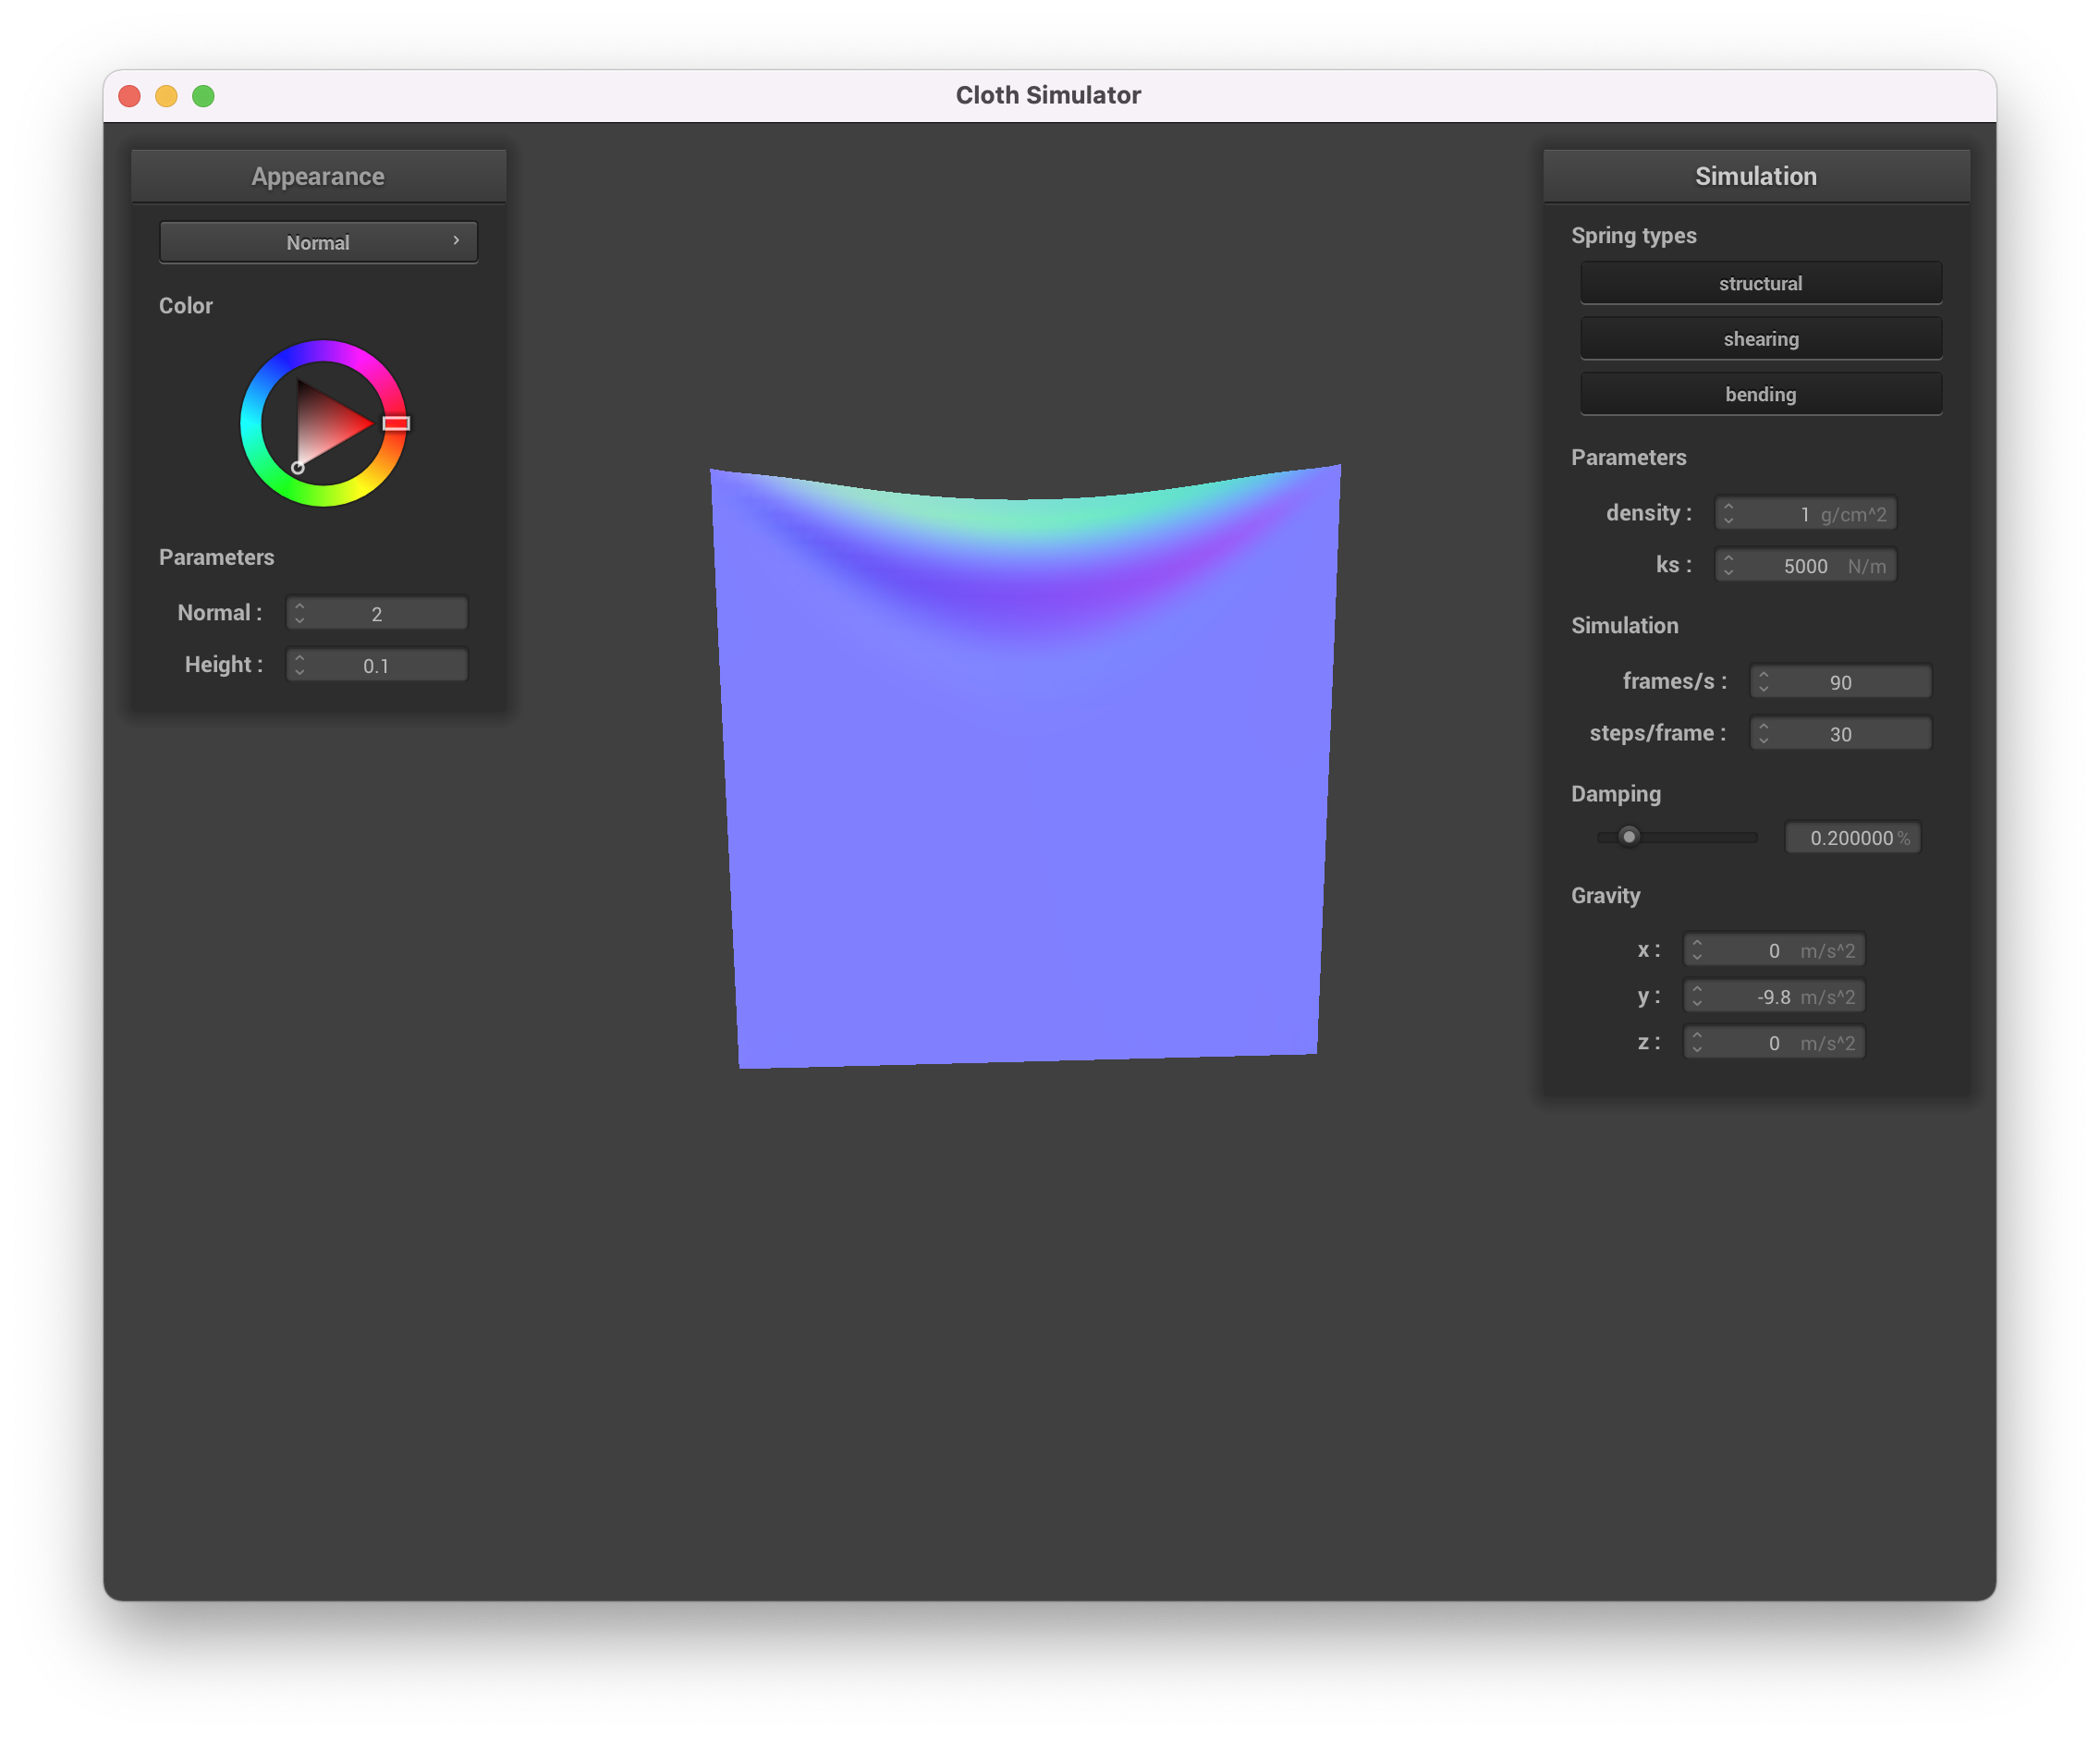 Cloth Simulator
Appearance
Normal
Color
Parameters
Normal : 2
Height : 0.1
Simulation
Spring types
structural
shearing
bending
Parameters
density : 1 g/cm^2
ks : 5000 N/m
Simulation
frames/s : 90
steps/frame : 30
Damping
0.200000 %
Gravity
x : 0 m/s^2
y : -9.8 m/s^2
z : 0 m/s^2